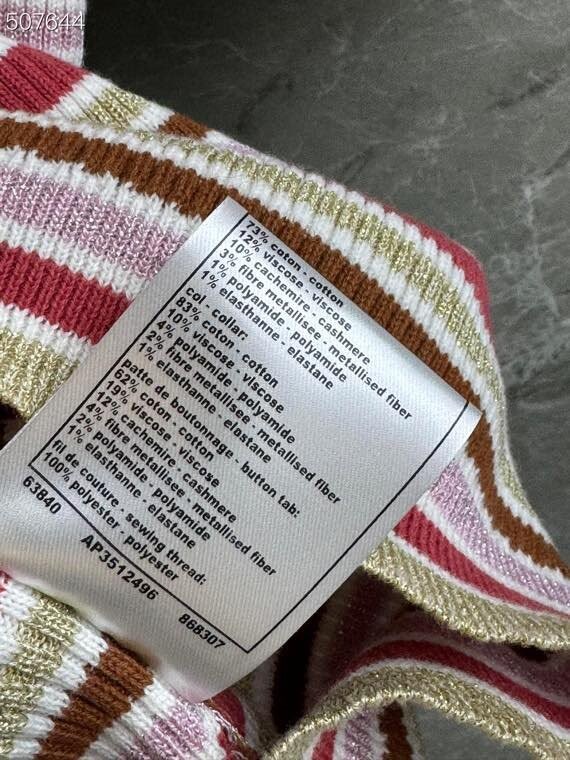 507644
73% coton - cotton
12% viscose - viscose
10% cachemire - cashmere
3% fibre metallisee - metallised fiber
1% polyamide - polyamide
1% elasthanne - elastane
col - collar:
83% coton - cotton
10% viscose - viscose
4% polyamide - polyamide
2% fibre metallisee - metallised fiber
1% elasthanne - elastane
patte de boutonnage - button tab:
62% coton - cotton
19% viscose - viscose
12% cachemire - cashmere
4% fibre metallisee - metallised fiber
2% polyamide - polyamide
1% elasthanne - elastane
fil de couture - sewing thread:
100% polyester - polyester
63840
AP3512496
868307